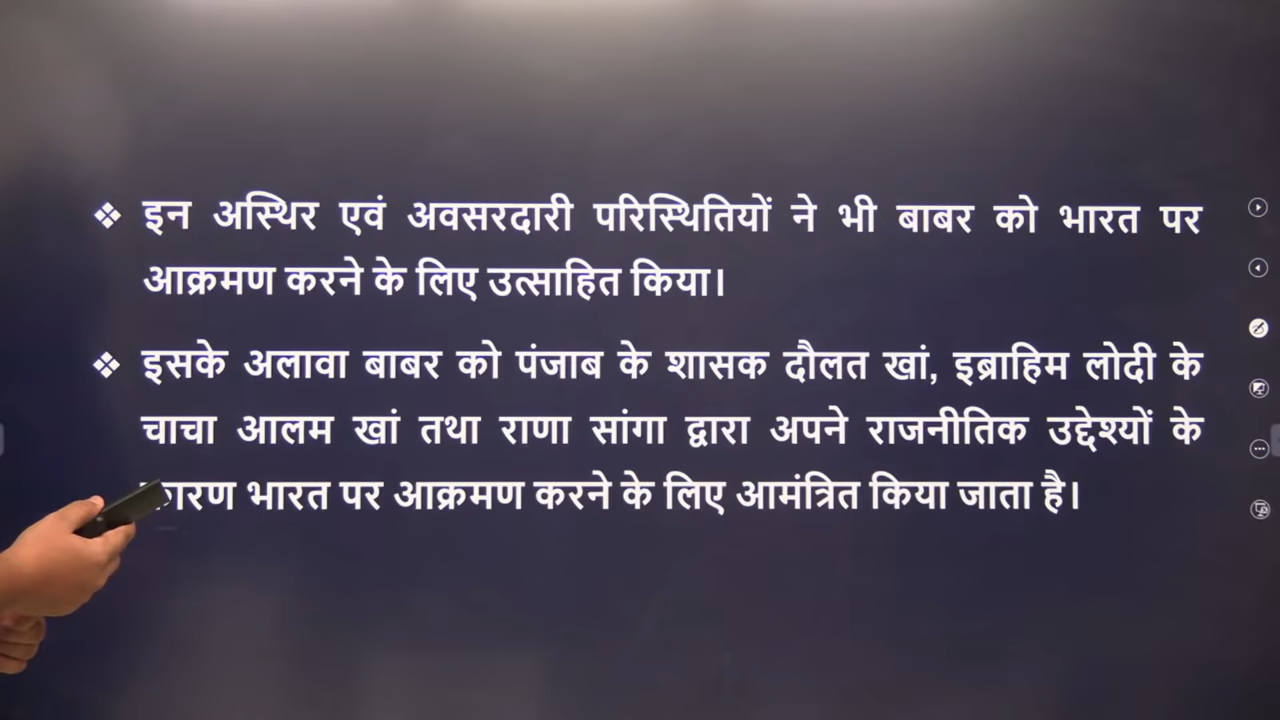 ❖ इन अस्थिर एवं अवसरदारी परिस्थितियों ने भी बाबर को भारत पर
आक्रमण करने के लिए उत्साहित किया।
❖ इसके अलावा बाबर को पंजाब के शासक दौलत खां, इब्राहिम लोदी के
चाचा आलम खां तथा राणा सांगा द्वारा अपने राजनीतिक उद्देश्यों के
कारण भारत पर आक्रमण करने के लिए आमंत्रित किया जाता है।